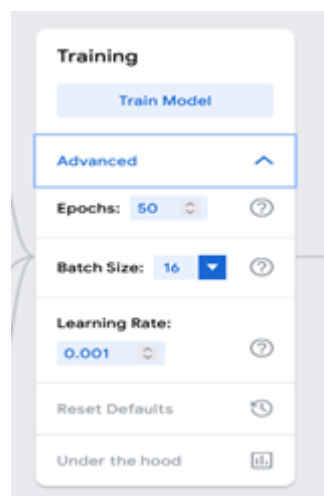 Training
Train Model
Advanced
Epochs: 50
Batch Size: 16
Learning Rate:
0.001
Reset Defaults
Under the hood